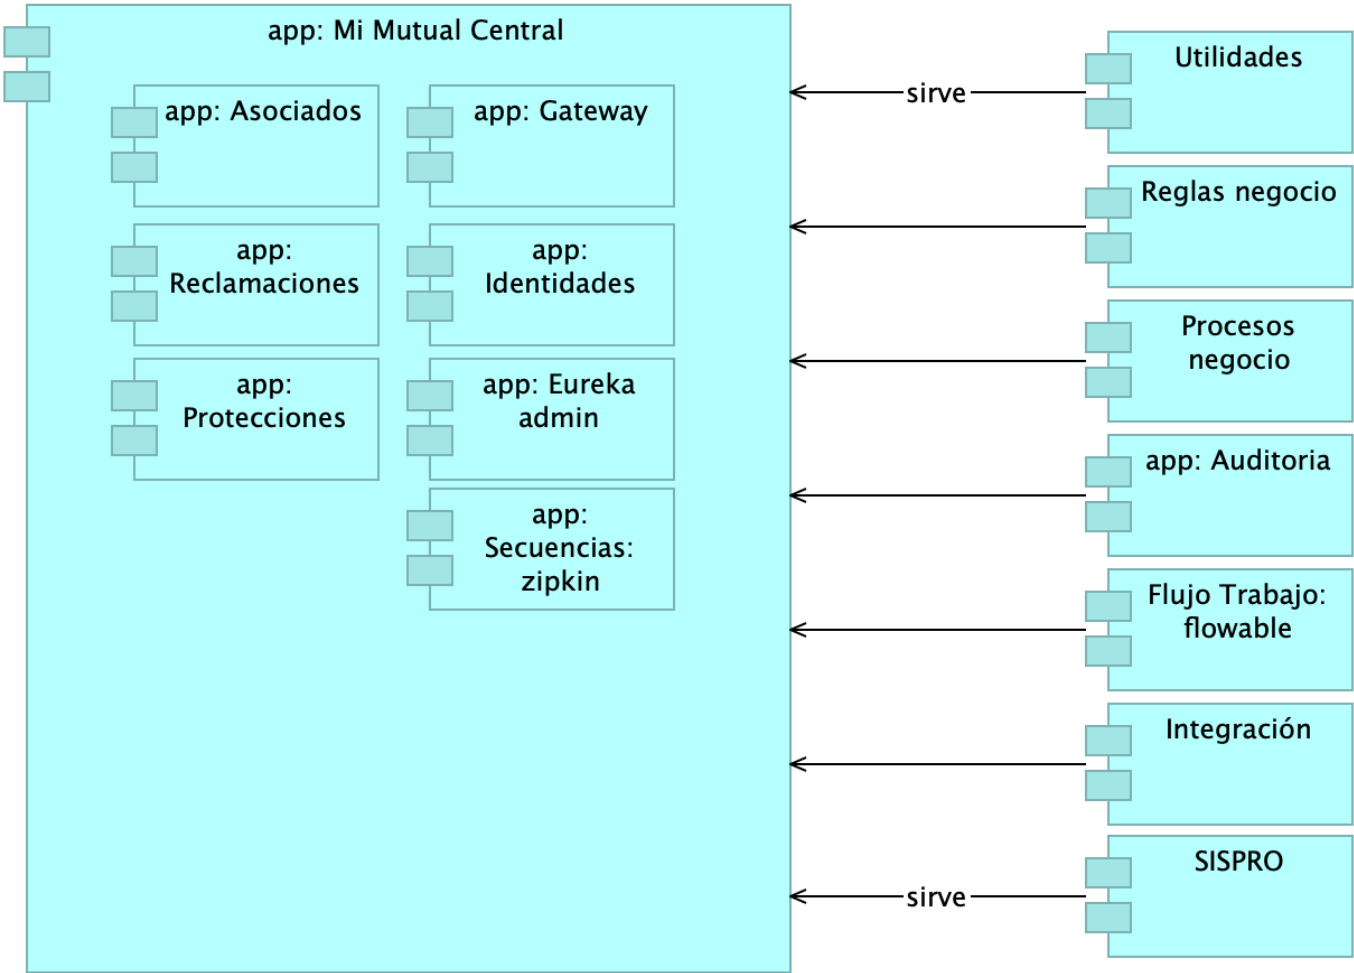 app: Mi Mutual Central
app: Asociados
app: Gateway
app:
Reclamaciones
app:
Identidades
app:
Protecciones
app: Eureka
admin
app:
Secuencias:
zipkin
sirve
Utilidades
Reglas negocio
Procesos
negocio
app: Auditoria
Flujo Trabajo:
flowable
Integración
sirve
SISPRO